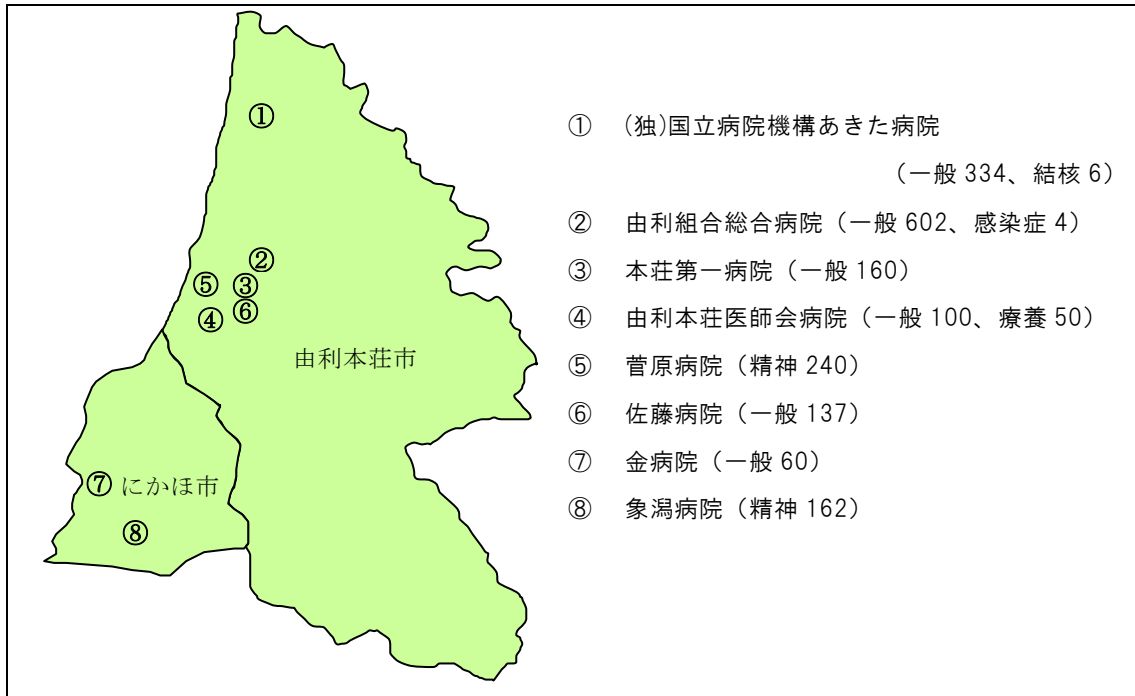 ①
②
⑤
③
⑥
④
由利本荘市
⑦
にかほ市
⑧
① (独)国立病院機構あきた病院
（一般 334、結核 6）
② 由利組合総合病院（一般 602、感染症 4）
③ 本荘第一病院（一般 160）
④ 由利本荘医師会病院（一般 100、療養 50）
⑤ 菅原病院（精神 240）
⑥ 佐藤病院（一般 137）
⑦ 金病院（一般 60）
⑧ 象潟病院（精神 162）